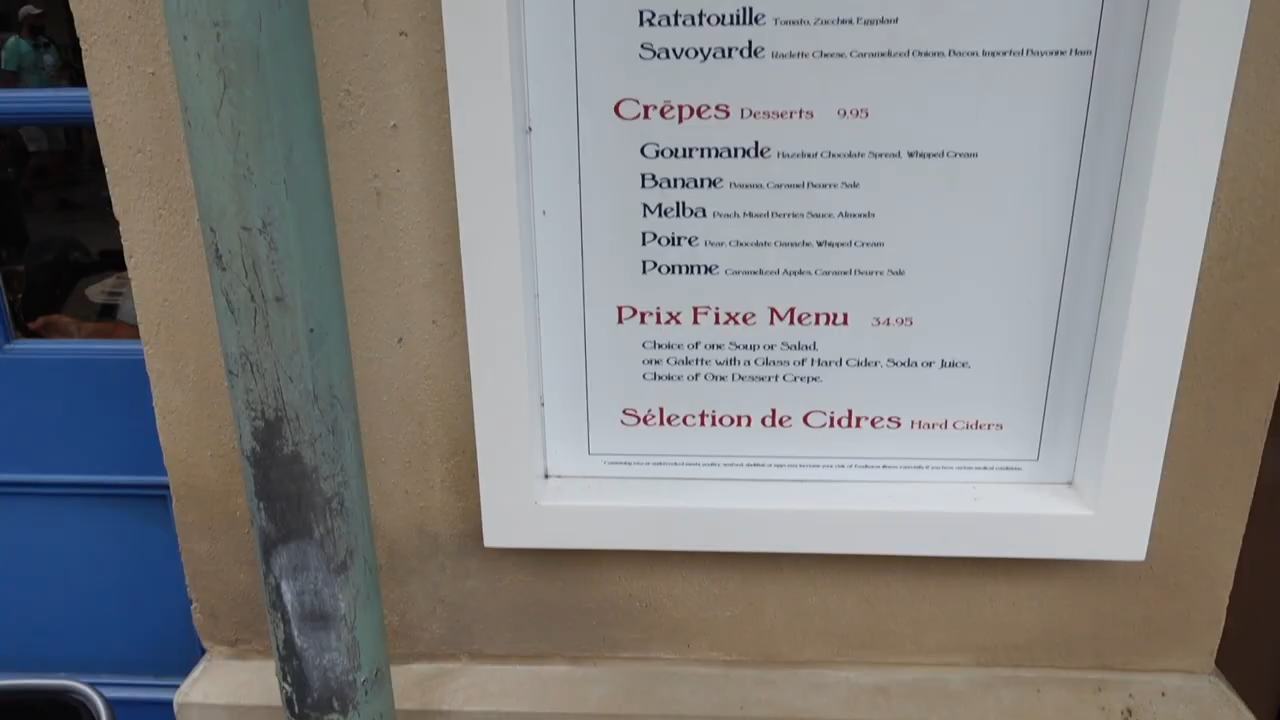 Ratatouille Tomato, Zucchini, Eggplant
Savoyarde Raclette Cheese, Caramelized Onions, Bacon, Imported Bayonne Ham
Crêpes Desserts 9.95
Gourmande Hazelnut Chocolate Spread, Whipped Cream
Banane Banana, Caramel Beurre Salé
Melba Peach, Mixed Berries Sauce, Almonds
Poire Pear, Chocolate Ganache, Whipped Cream
Pomme Caramelized Apples, Caramel Beurre Salé
Prix Fixe Menu 34.95
Choice of one Soup or Salad,
one Galette with a Glass of Hard Cider, Soda or Juice,
Choice of One Dessert Crepe.
Sélection de Cidres Hard Ciders